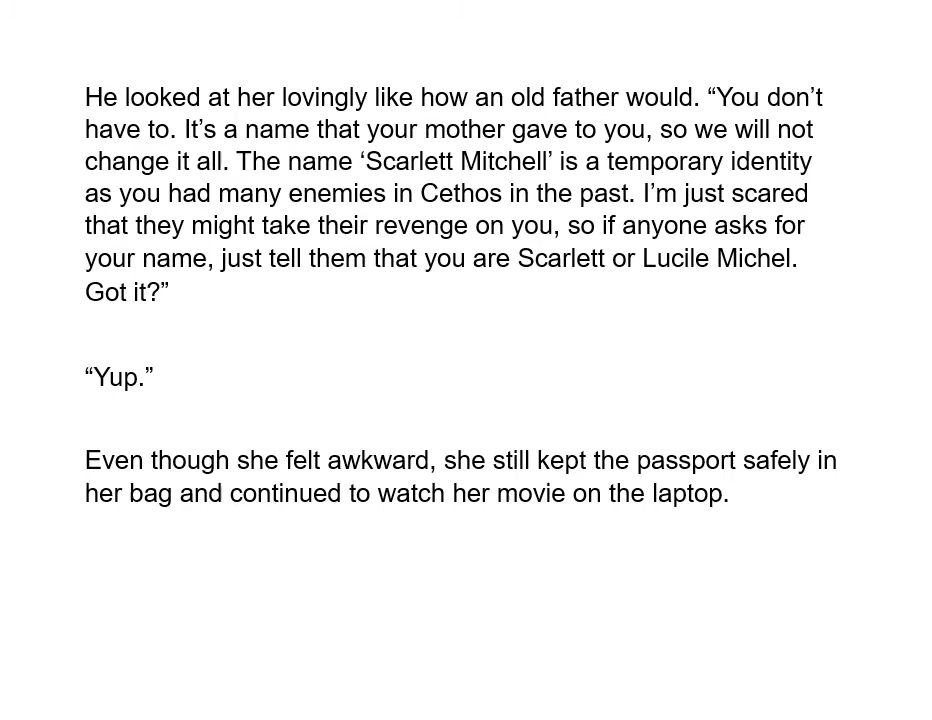 He looked at her lovingly like how an old father would. “You don’t
have to. It’s a name that your mother gave to you, so we will not
change it all. The name ‘Scarlett Mitchell’ is a temporary identity
as you had many enemies in Cethos in the past. I’m just scared
that they might take their revenge on you, so if anyone asks for
your name, just tell them that you are Scarlett or Lucile Michel.
Got it?”
“Yup.”
Even though she felt awkward, she still kept the passport safely in
her bag and continued to watch her movie on the laptop.